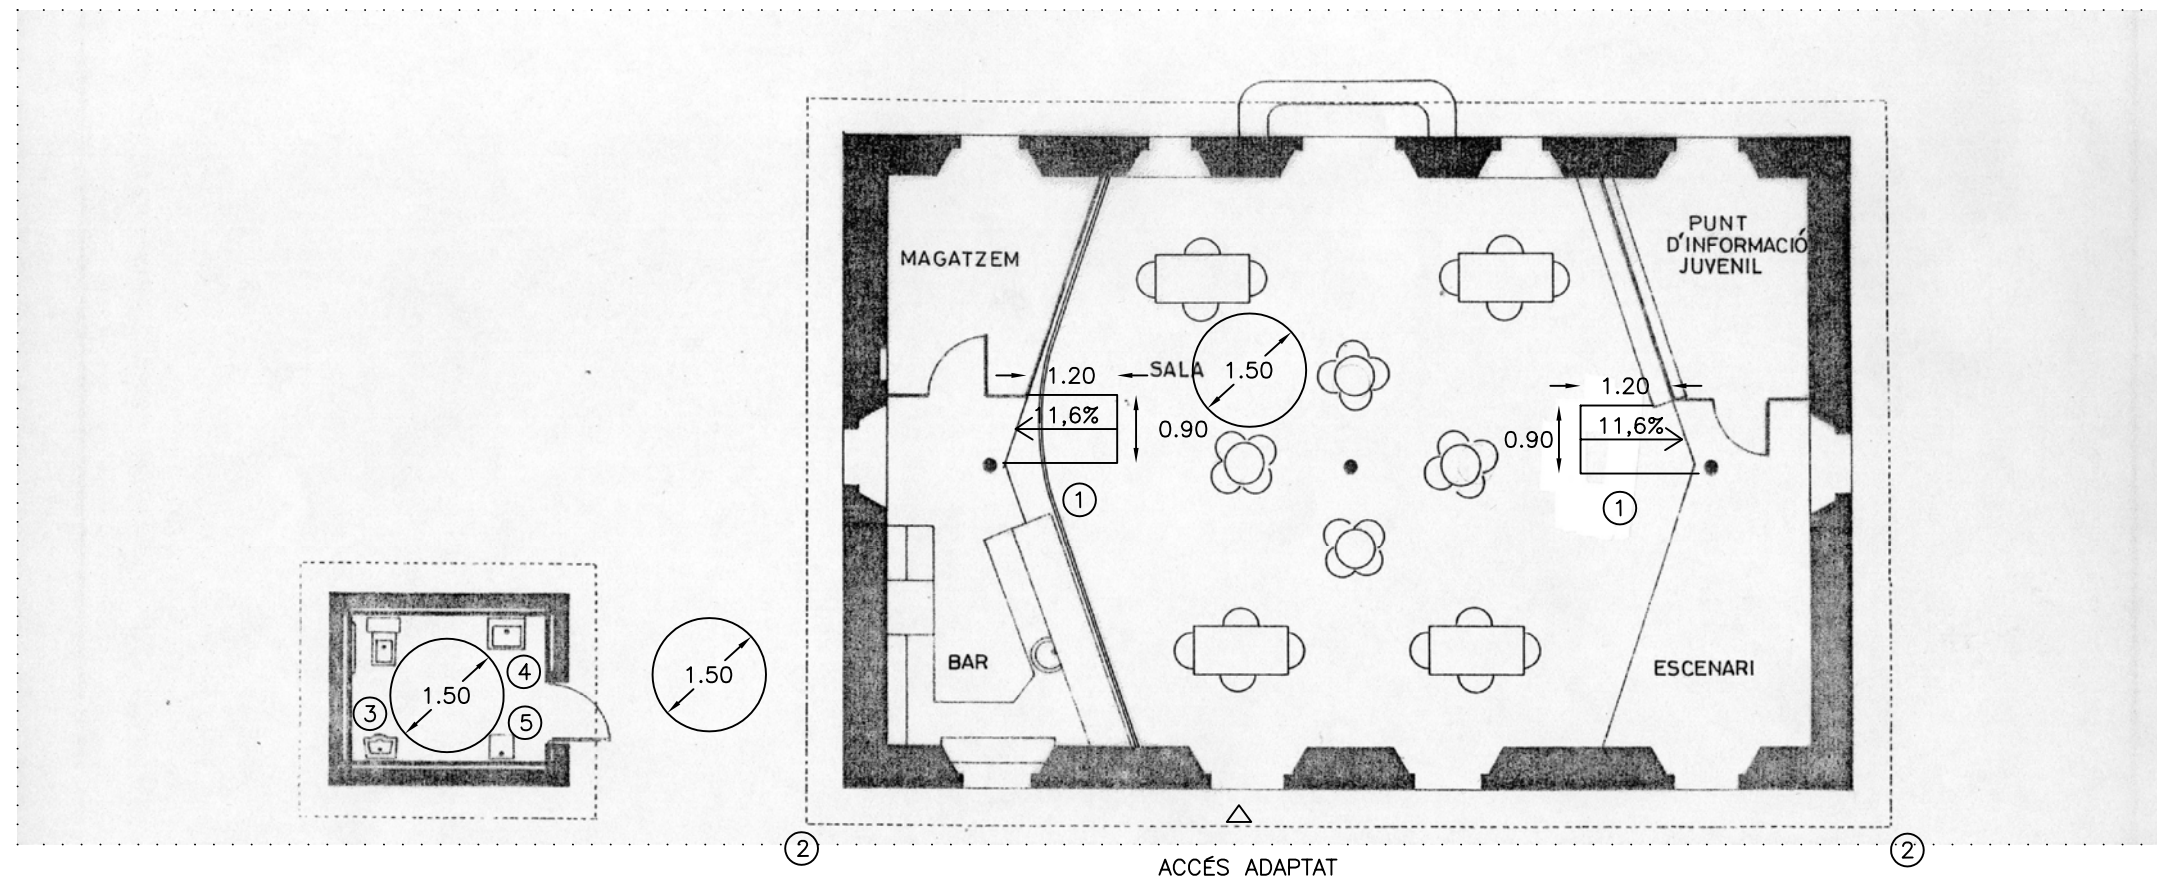 PUNT
D'INFORMACIÓ
JUVENIL
MAGATZEM
1.20
SALA
1.50
1.20
11,6%
0.90
11,6%
0.90
1
1
BAR
ESCENARI
4
1.50
1.50
3
5
2
2
ACCÉS ADAPTAT